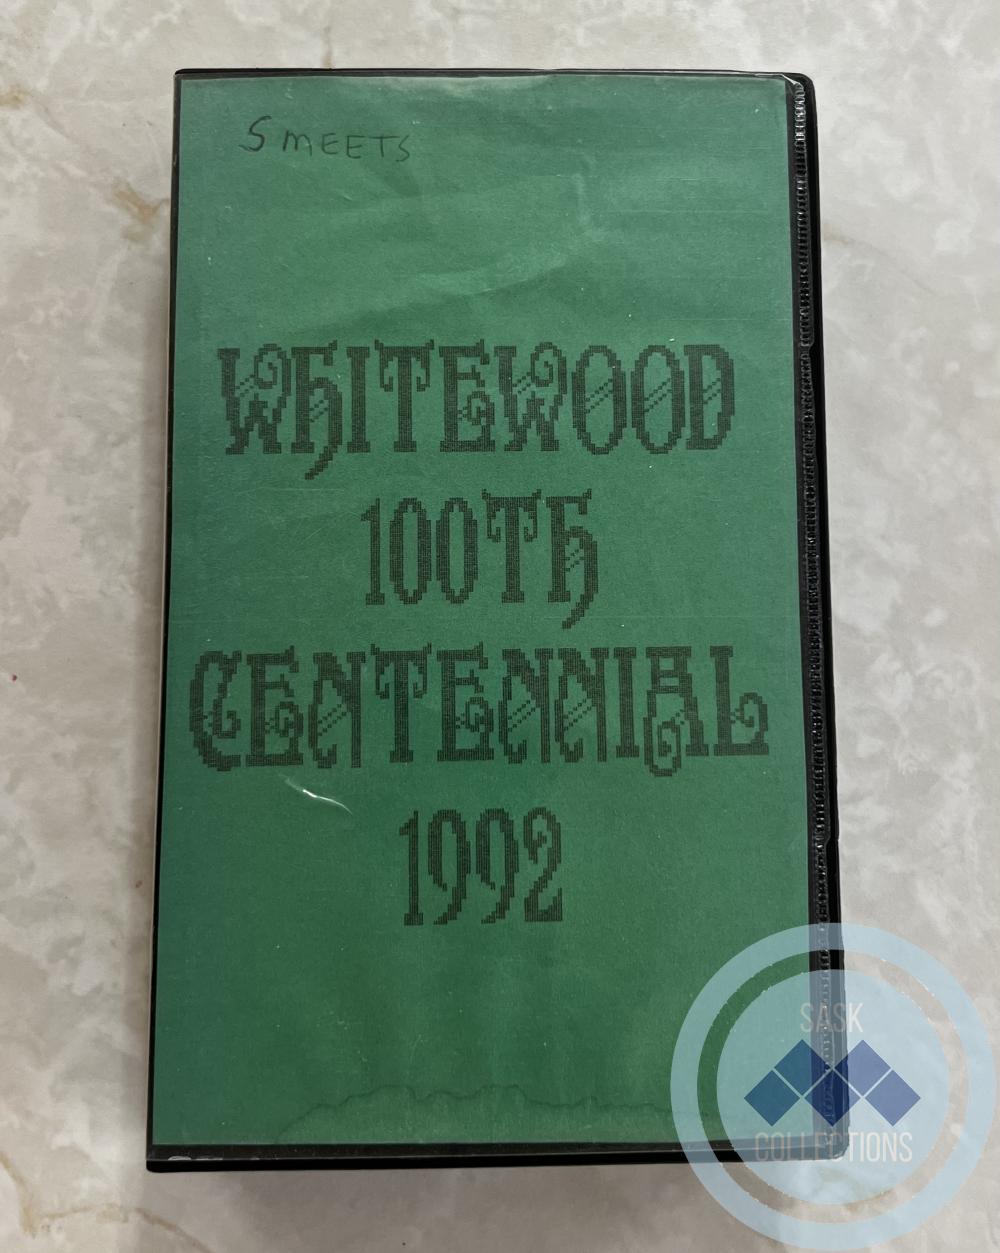 SMEETS
WHITEWOOD
100TH
CENTENNIAL
1992
SASK
COLLECTIONS